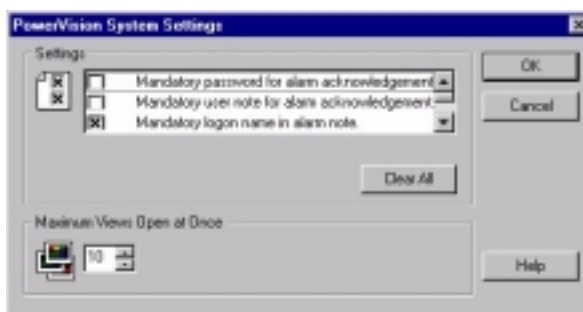 PowerVision System Settings
Settings
Mandatory password for alarm acknowledgement
Mandatory user note for alarm acknowledgement.
Mandatory logon name in alarm note.
OK
Cancel
Clear All
Maximum Views Open at Once
10
Help